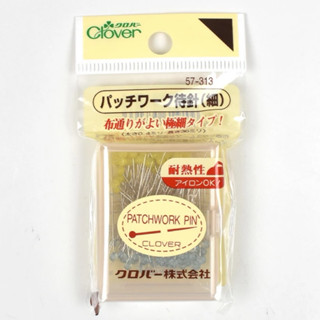 クロバー
Clover
57-313
パッチワーク待針(細)
布通りがよい極細タイプ!
耐熱性
アイロンOK!
PATCHWORK PIN
CLOVER
クロバー株式会社